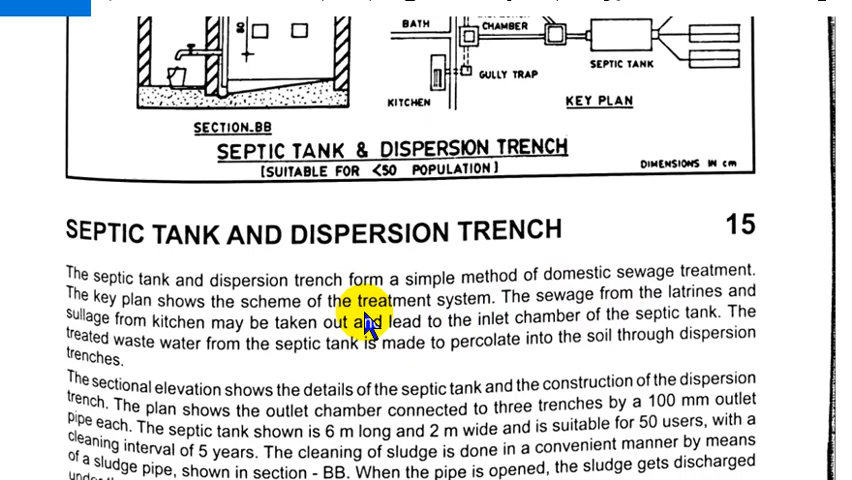 BATH
CHAMBER
SEPTIC TANK
GULLY TRAP
KITCHEN
KEY PLAN
80
SECTION-BB
SEPTIC TANK & DISPERSION TRENCH
[SUITABLE FOR <50 POPULATION]
DIMENSIONS IN cm
SEPTIC TANK AND DISPERSION TRENCH 15
The septic tank and dispersion trench form a simple method of domestic sewage treatment.
The key plan shows the scheme of the treatment system. The sewage from the latrines and
sullage from kitchen may be taken out and lead to the inlet chamber of the septic tank. The
treated waste water from the septic tank is made to percolate into the soil through dispersion
trenches.
The sectional elevation shows the details of the septic tank and the construction of the dispersion
trench. The plan shows the outlet chamber connected to three trenches by a 100 mm outlet
pipe each. The septic tank shown is 6 m long and 2 m wide and is suitable for 50 users, with a
cleaning interval of 5 years. The cleaning of sludge is done in a convenient manner by means
of a sludge pipe, shown in section - BB. When the pipe is opened, the sludge gets discharged